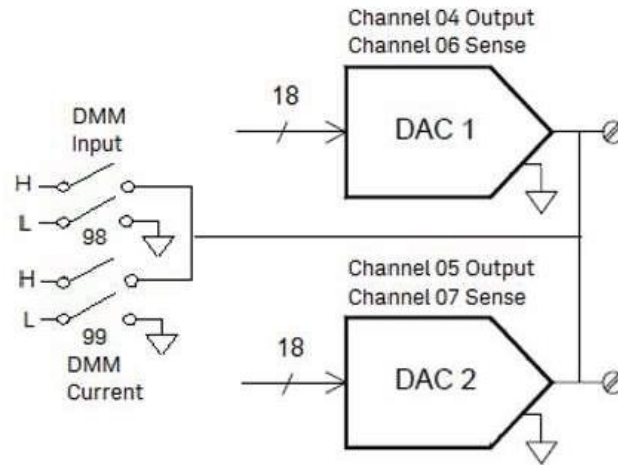 Channel 04 Output
Channel 06 Sense
18
DAC 1
DMM
Input
H
L
98
H
L
99
DMM
Current
Channel 05 Output
Channel 07 Sense
18
DAC 2